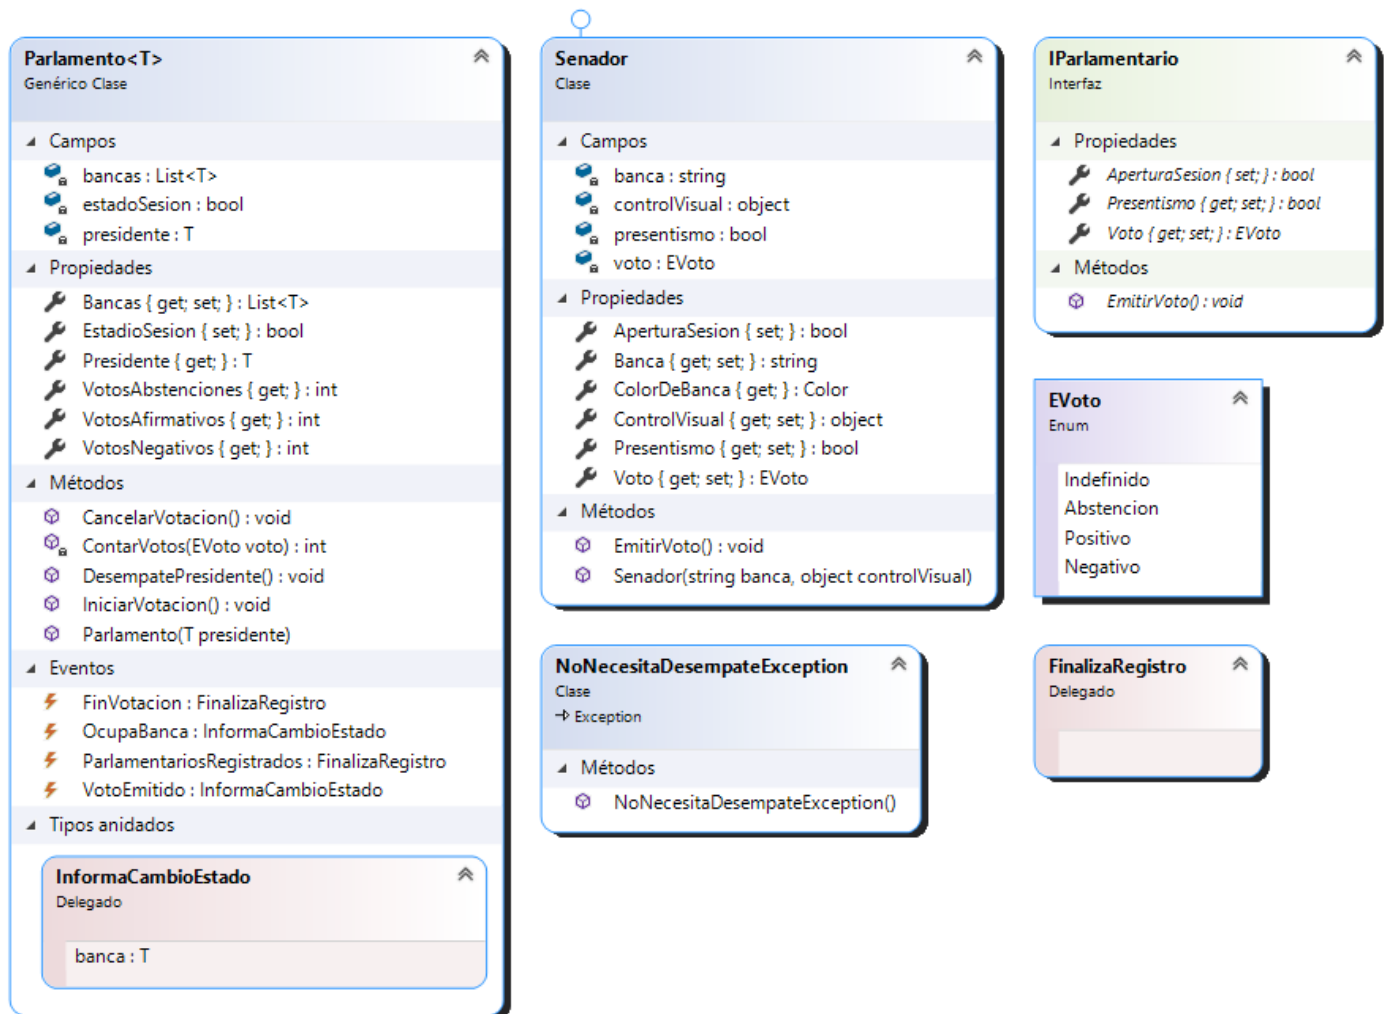 Parlamento<T>
Genérico Clase
Campos
bancas : List<T>
estadoSesion : bool
presidente : T
Propiedades
Bancas { get; set; } : List<T>
EstadioSesion { set; } : bool
Presidente { get; } : T
VotosAbstenciones { get; } : int
VotosAfirmativos { get; } : int
VotosNegativos { get; } : int
Métodos
CancelarVotacion() : void
ContarVotos(EVoto voto) : int
DesempatePresidente() : void
IniciarVotacion() : void
Parlamento(T presidente)
Eventos
FinVotacion : FinalizaRegistro
OcupaBanca : InformaCambioEstado
ParlamentariosRegistrados : FinalizaRegistro
VotoEmitido : InformaCambioEstado
Tipos anidados
InformaCambioEstado
Delegado
banca : T
Senador
Clase
Campos
banca : string
controlVisual : object
presentismo : bool
voto : EVoto
Propiedades
AperturaSesion { set; } : bool
Banca { get; set; } : string
ColorDeBanca { get; } : Color
ControlVisual { get; set; } : object
Presentismo { get; set; } : bool
Voto { get; set; } : EVoto
Métodos
EmitirVoto() : void
Senador(string banca, object controlVisual)
NoNecesitaDesempateException
Clase
Exception
Métodos
NoNecesitaDesempateException()
IParlamentario
Interfaz
Propiedades
AperturaSesion { set; } : bool
Presentismo { get; set; } : bool
Voto { get; set; } : EVoto
Métodos
EmitirVoto() : void
EVoto
Enum
Indefinido
Abstencion
Positivo
Negativo
FinalizaRegistro
Delegado